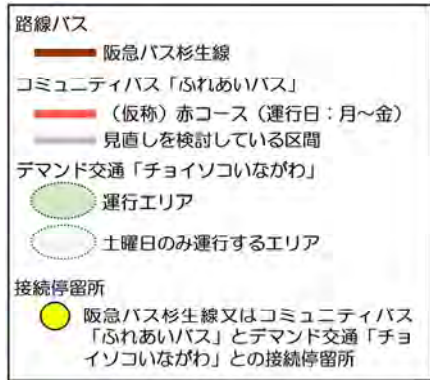 路線バス
阪急バス杉生線
コミュニティバス「ふれあいバス」
（仮称）赤コース（運行日：月～金）
見直しを検討している区間
デマンド交通「チョイソコいながわ」
運行エリア
土曜日のみ運行するエリア
接続停留所
阪急バス杉生線又はコミュニティバス
「ふれあいバス」とデマンド交通「チョ
イソコいながわ」との接続停留所